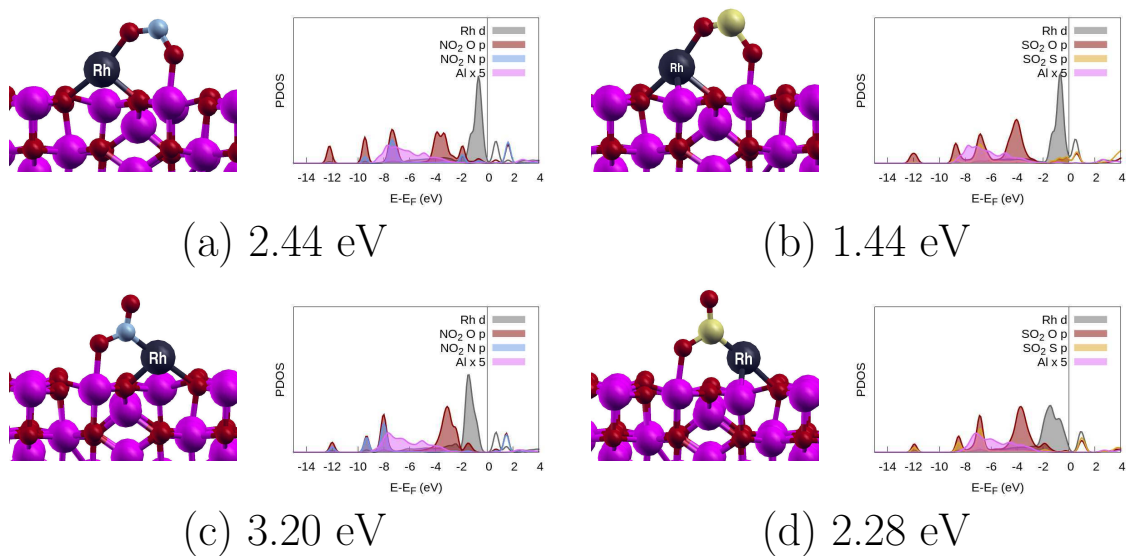 Rh
PDOS
Rh d
NO₂ O p
NO₂ N p
Al x 5
-14 -12 -10 -8 -6 -4 -2 0 2 4
E-E_F (eV)
(a) 2.44 eV
Rh
PDOS
Rh d
SO₂ O p
SO₂ S p
Al x 5
-14 -12 -10 -8 -6 -4 -2 0 2 4
E-E_F (eV)
(b) 1.44 eV
Rh
PDOS
Rh d
NO₂ O p
NO₂ N p
Al x 5
-14 -12 -10 -8 -6 -4 -2 0 2 4
E-E_F (eV)
(c) 3.20 eV
Rh
PDOS
Rh d
SO₂ O p
SO₂ S p
Al x 5
-14 -12 -10 -8 -6 -4 -2 0 2 4
E-E_F (eV)
(d) 2.28 eV